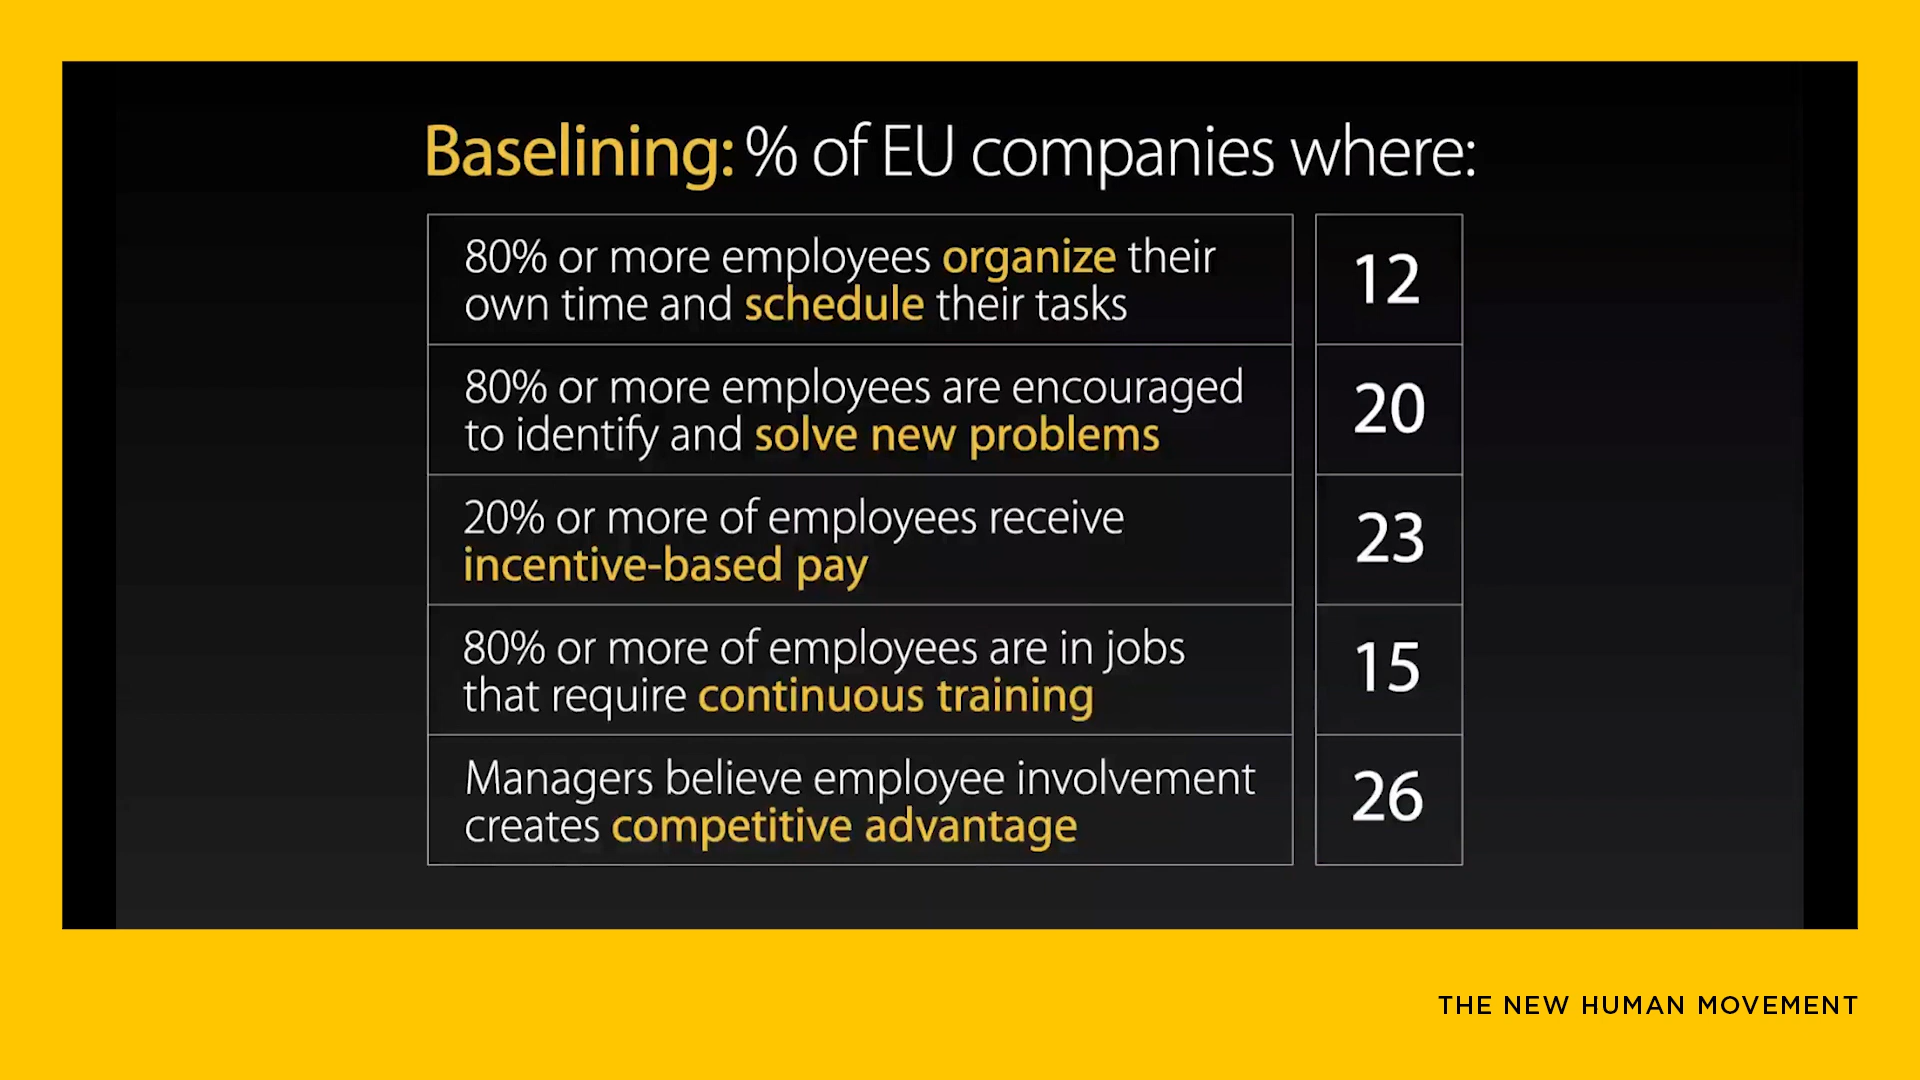 Baselining: % of EU companies where:
80% or more employees organize their
own time and schedule their tasks
12
80% or more employees are encouraged
to identify and solve new problems
20
20% or more of employees receive
incentive-based pay
23
80% or more of employees are in jobs
that require continuous training
15
Managers believe employee involvement
creates competitive advantage
26
THE NEW HUMAN MOVEMENT